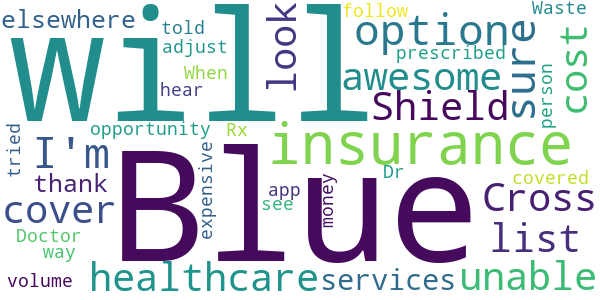 elsewhere
Will
told
adjust
When
hear
look
follow
option
prescribed
awesome
Shield
sure
Waste
cost
person
tried
opportunity
Rx
I'm
insurance
thank
expensive
Blue
app
see
money
Dr
covered
Cross
cover
list
Doctor
way
volume
healthcare
services
unable